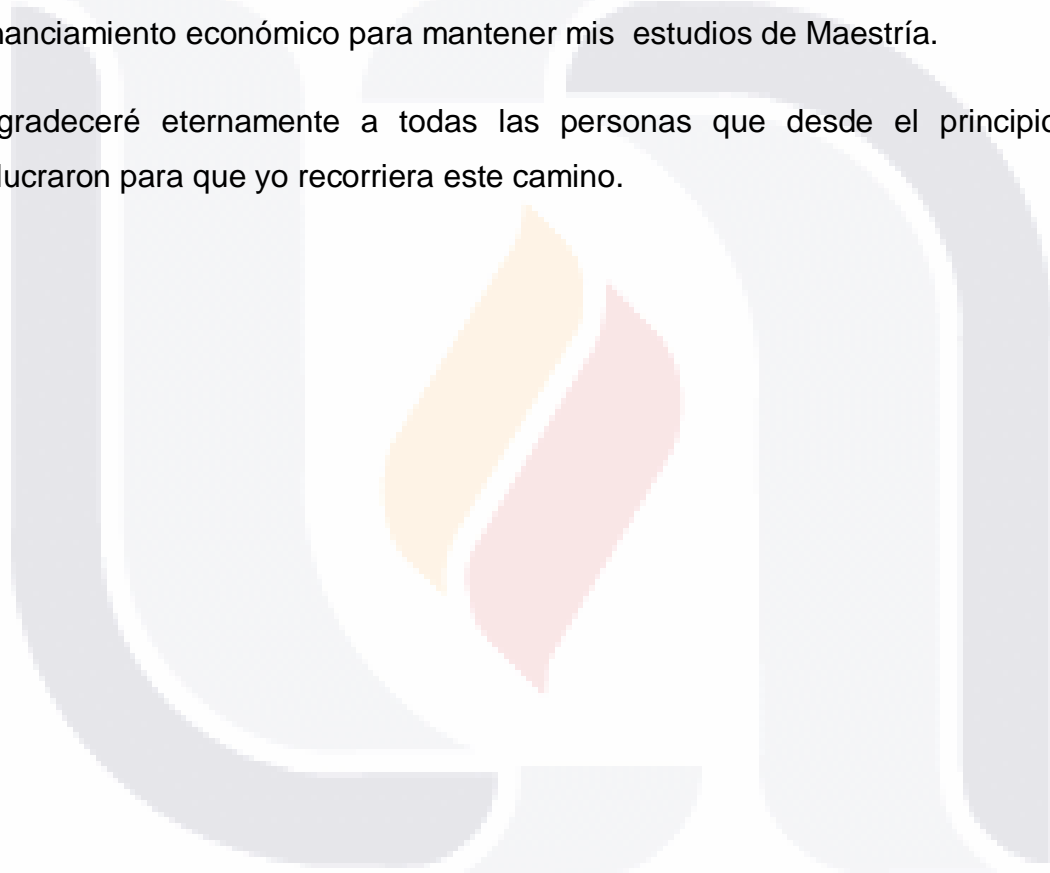 nanciamiento económico para mantener mis estudios de Maestría.
gradeceré eternamente a todas las personas que desde el principio
lucraron para que yo recorriera este camino.